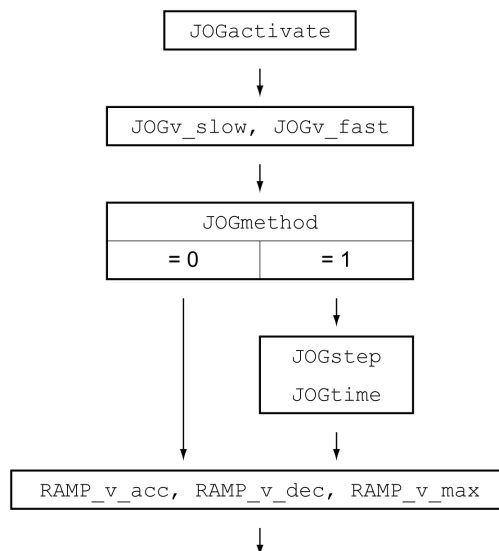 JOGactivate
JOGv_slow, JOGv_fast
JOGmethod
= 0 = 1
JOGstep
JOGtime
RAMP_v_acc, RAMP_v_dec, RAMP_v_max